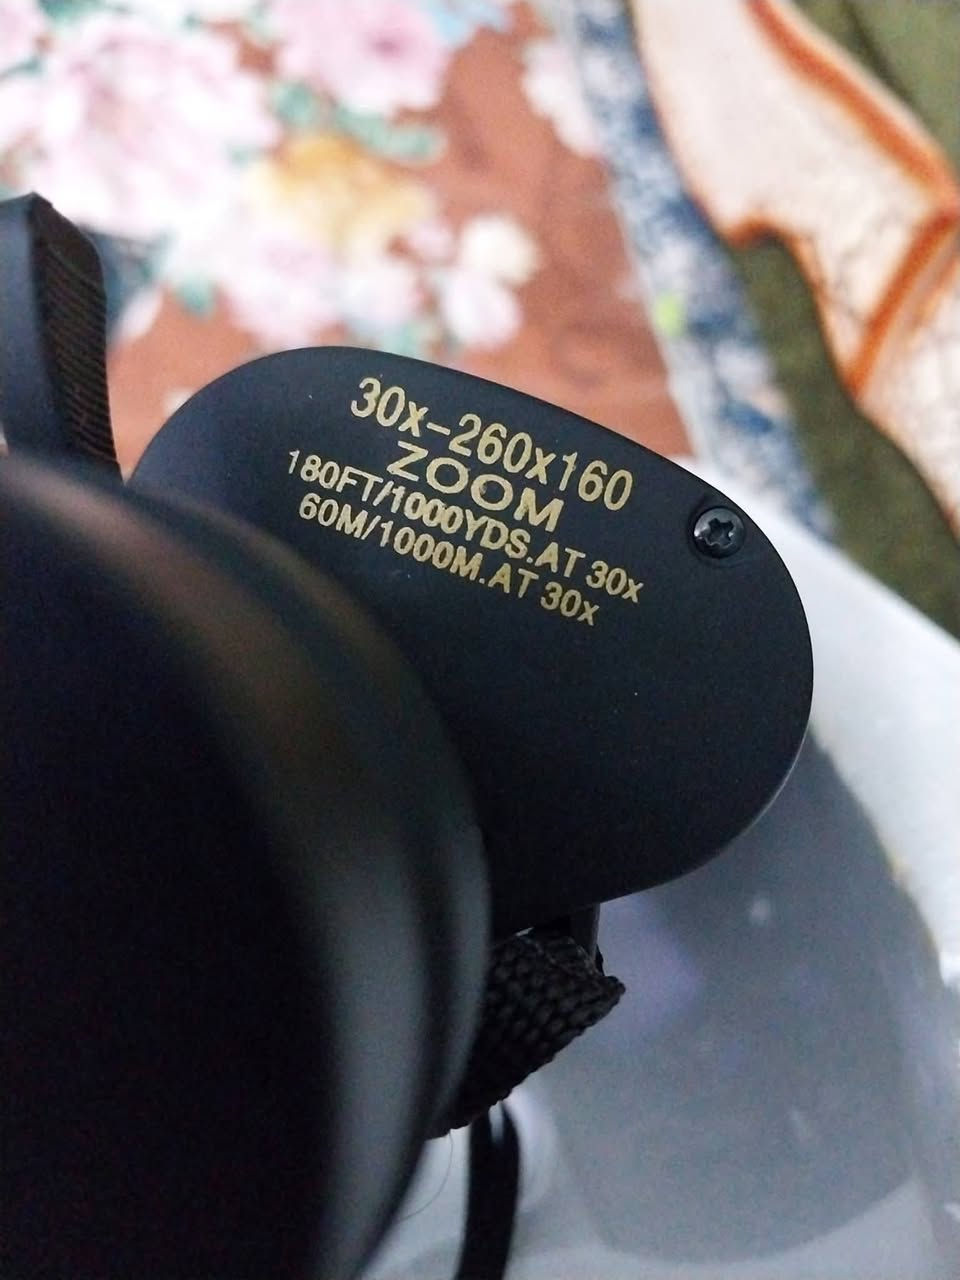 30x-260x160
ZOOM
180FT/1000YDS.AT 30x
60M/1000M.AT 30x